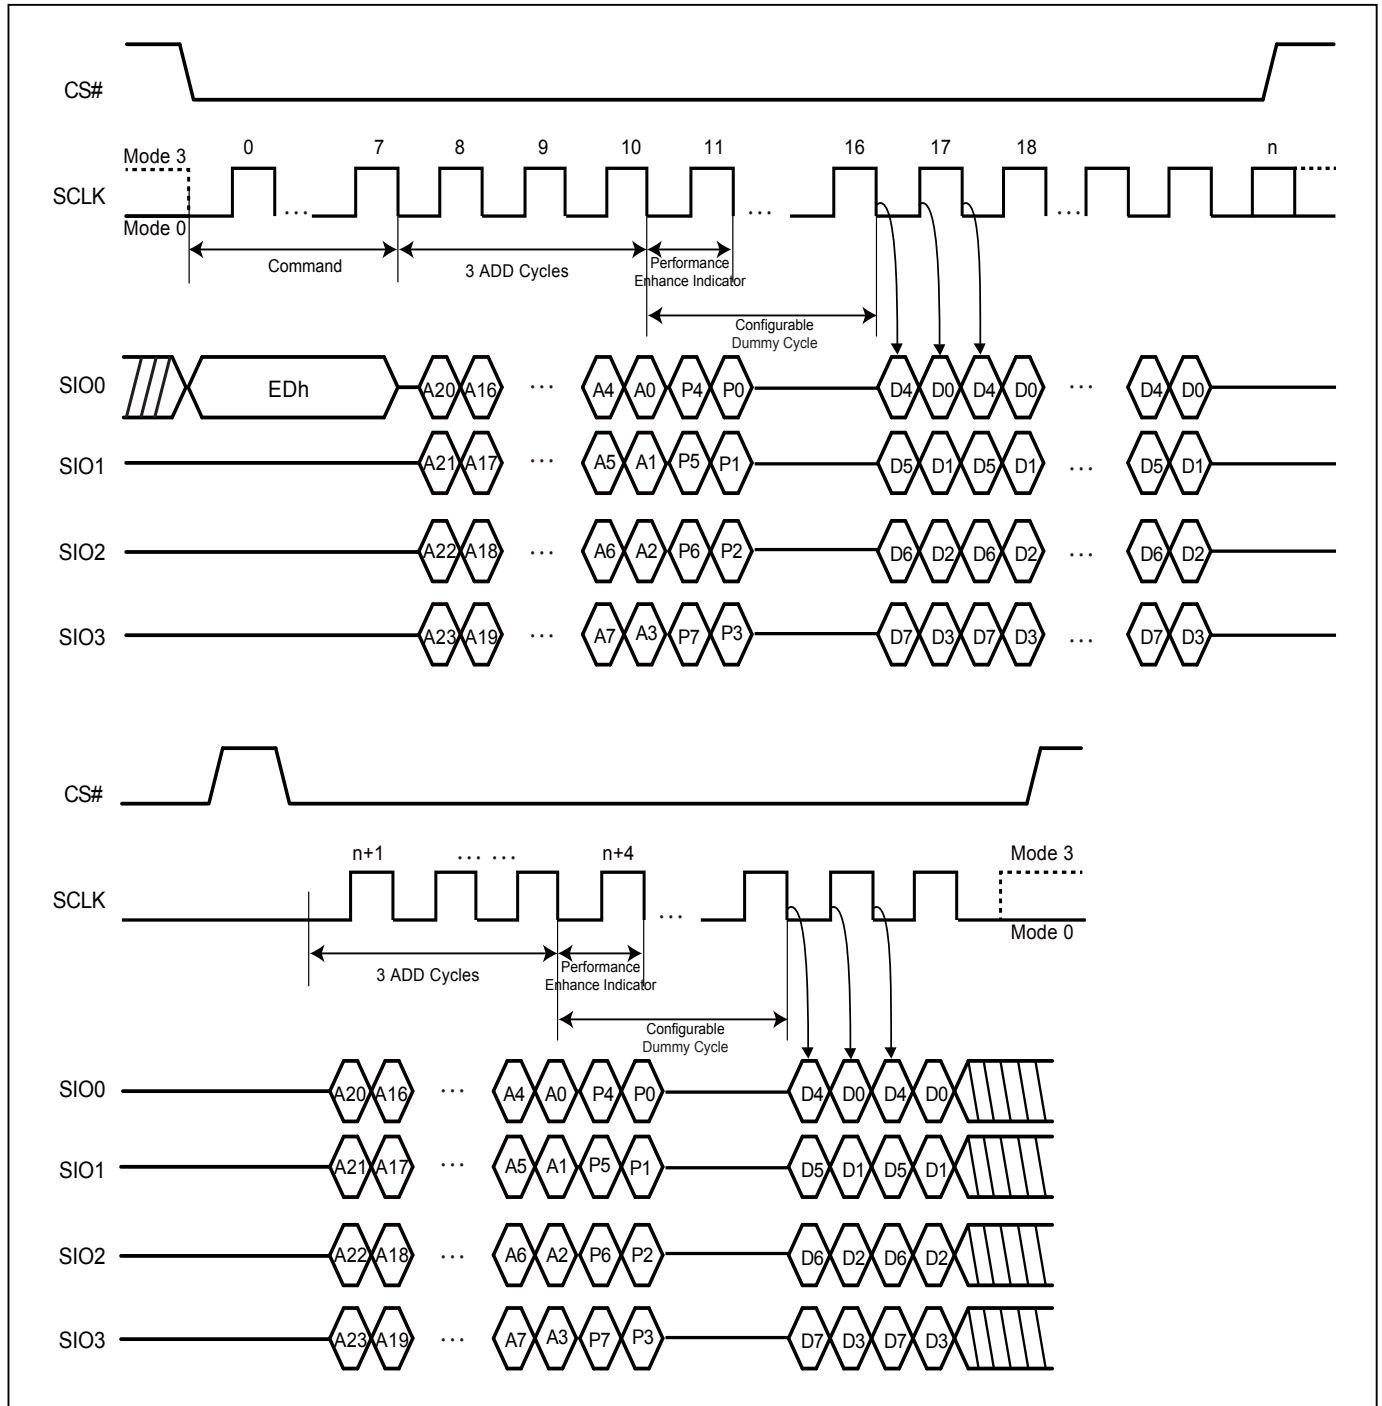 CS#
0 7 8 9 10 11 16 17 18 n
Mode 3
SCLK ... ... ...
Mode 0
Command 3 ADD Cycles Performance
Enhance Indicator
Configurable
Dummy Cycle
SIO0 EDh A20 A16 ... A4 A0 P4 P0 D4 D0 D4 D0 ... D4 D0
SIO1 A21 A17 ... A5 A1 P5 P1 D5 D1 D5 D1 ... D5 D1
SIO2 A22 A18 ... A6 A2 P6 P2 D6 D2 D6 D2 ... D6 D2
SIO3 A23 A19 ... A7 A3 P7 P3 D7 D3 D7 D3 ... D7 D3
CS#
n+1 ... ... n+4 Mode 3
SCLK ...
Mode 0
3 ADD Cycles Performance
Enhance Indicator
Configurable
Dummy Cycle
SIO0 A20 A16 ... A4 A0 P4 P0 D4 D0 D4 D0
SIO1 A21 A17 ... A5 A1 P5 P1 D5 D1 D5 D1
SIO2 A22 A18 ... A6 A2 P6 P2 D6 D2 D6 D2
SIO3 A23 A19 ... A7 A3 P7 P3 D7 D3 D7 D3